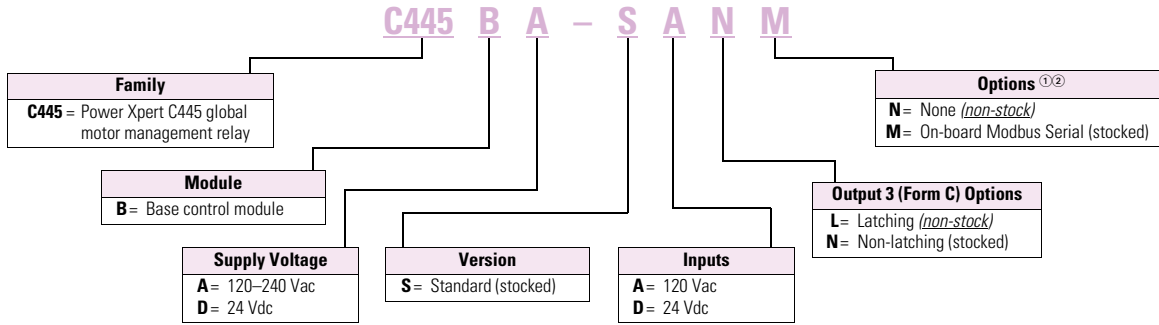 C445 B A – S A N M
Family
C445 = Power Xpert C445 global
motor management relay
Module
B = Base control module
Supply Voltage
A = 120–240 Vac
D = 24 Vdc
Version
S = Standard (stocked)
Inputs
A = 120 Vac
D = 24 Vdc
Output 3 (Form C) Options
L = Latching (non-stock)
N = Non-latching (stocked)
Options ①②
N = None (non-stock)
M = On-board Modbus Serial (stocked)